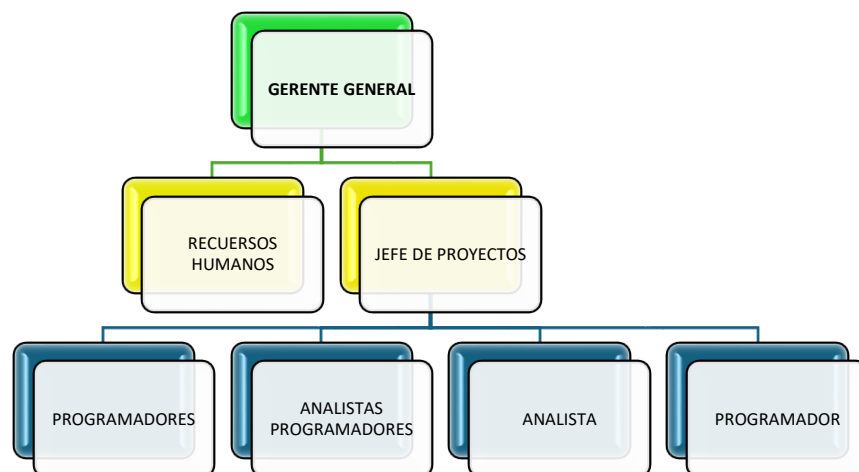 GERENTE GENERAL
RECUERSOS
HUMANOS
JEFE DE PROYECTOS
PROGRAMADORES
ANALISTAS
PROGRAMADORES
ANALISTA
PROGRAMADOR